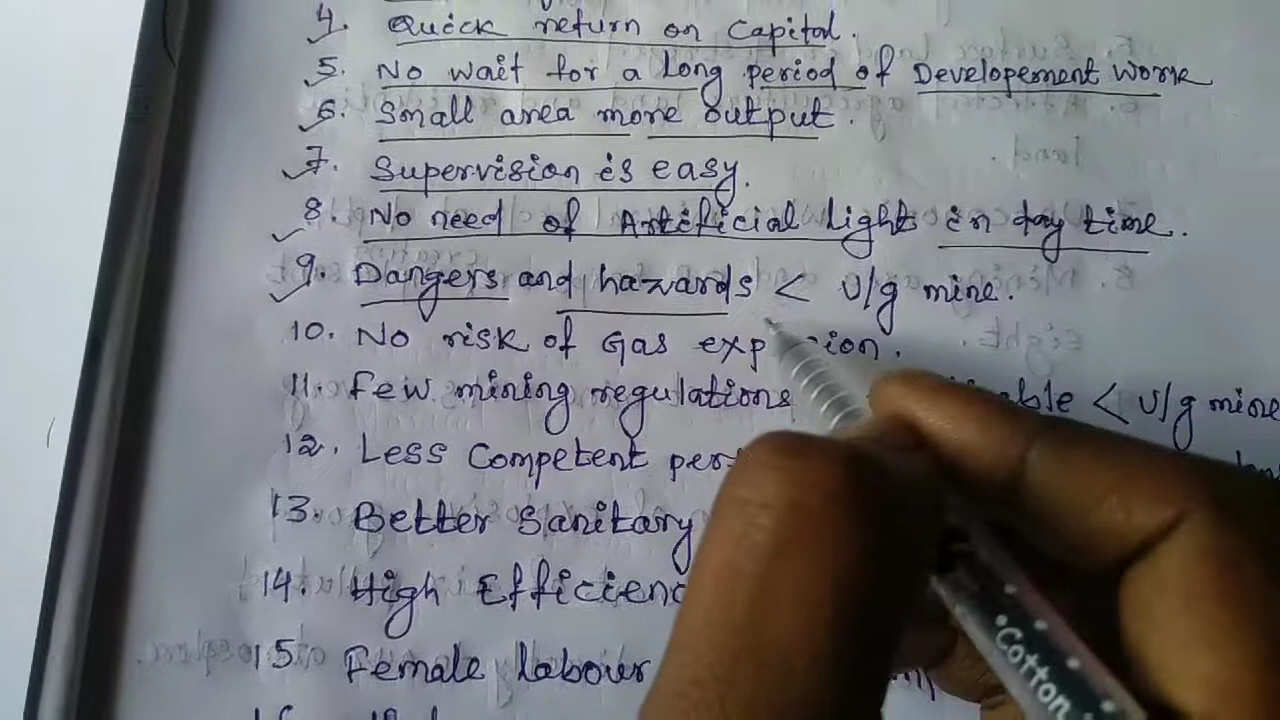 4. Quick return on Capital.
5. No wait for a long period of Developement Work
6. Small area more output.
7. Supervision is easy.
8. No need of Artificial light in day time.
9. Dangers and hazards < U/g mine.
10. No risk of Gas
11. Few mining regulations < U/g mine
12. Less Competent
13. Better Sanitary
14. High
15. Female labour
Cotton